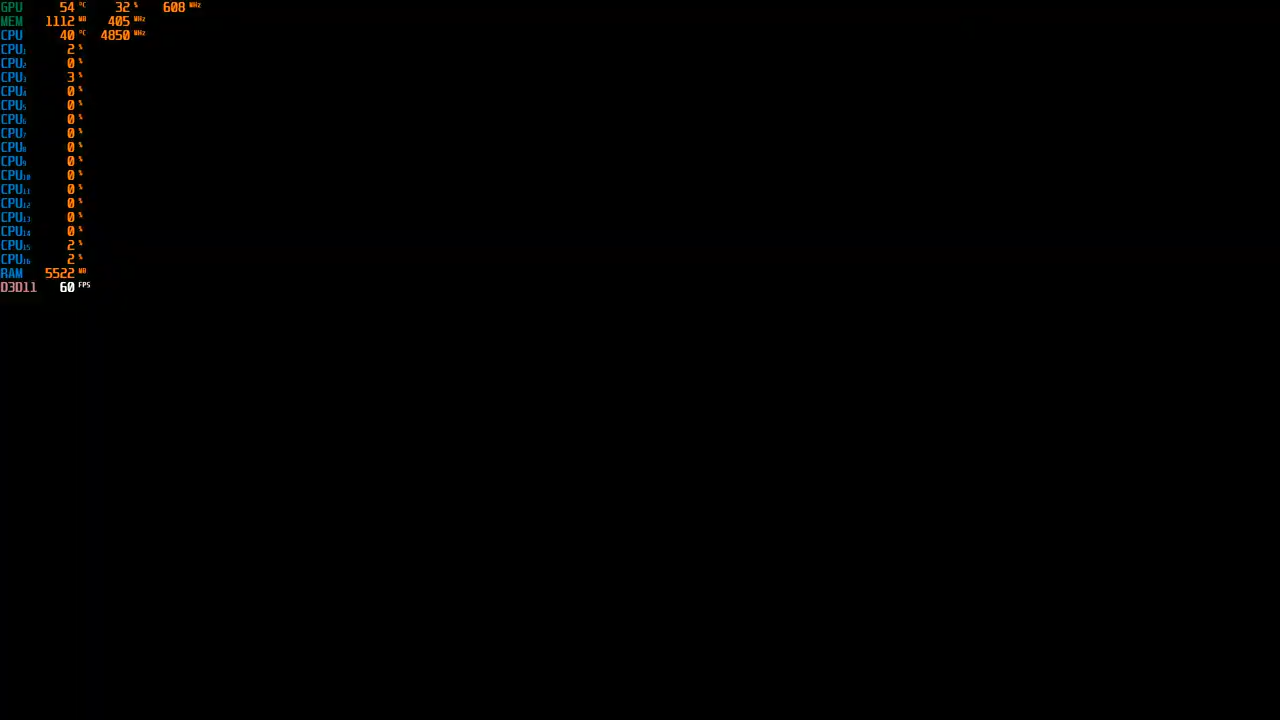 GPU 54 °C 32 % 608 MHz
MEM 1112 MB 405 MHz
CPU 40 °C 4850 MHz
CPU1 2 %
CPU2 0 %
CPU3 3 %
CPU4 0 %
CPU5 0 %
CPU6 0 %
CPU7 0 %
CPU8 0 %
CPU9 0 %
CPU10 0 %
CPU11 0 %
CPU12 0 %
CPU13 0 %
CPU14 0 %
CPU15 2 %
CPU16 2 %
RAM 5522 MB
D3D11 60 FPS